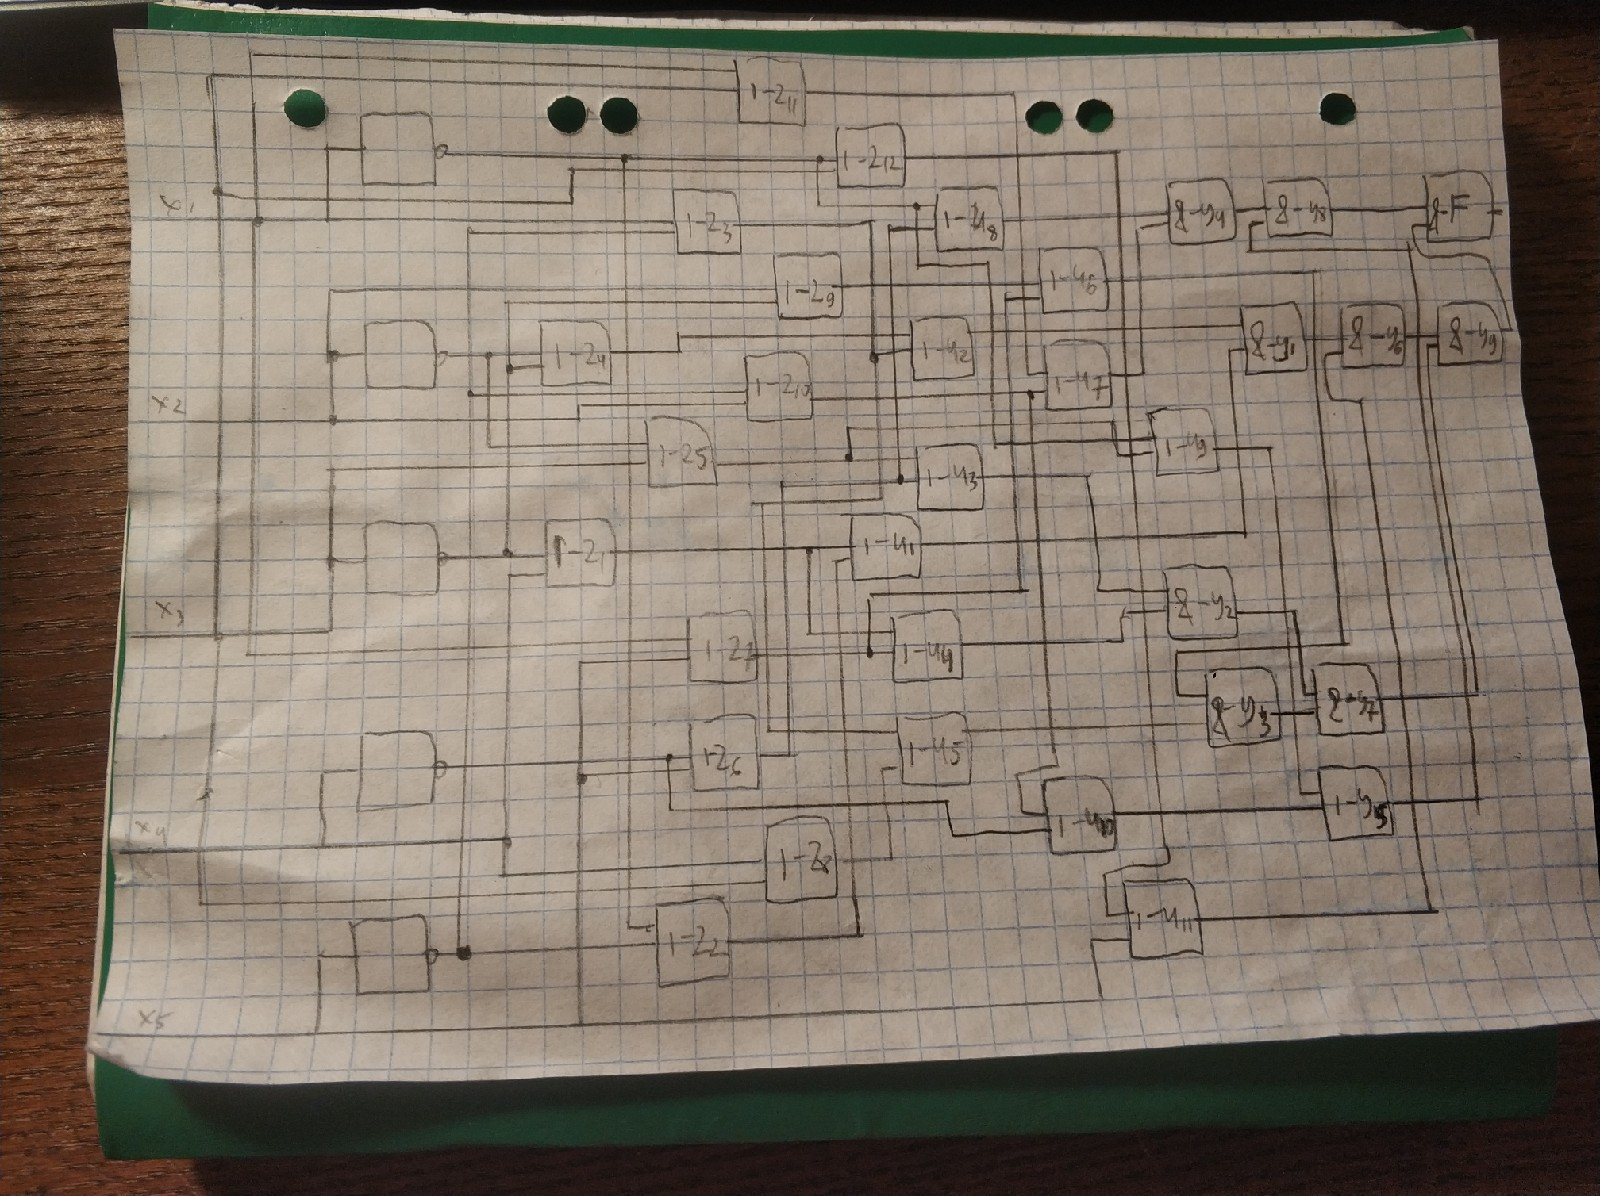 1-2₁₁
1-2₁₂
x₁
1-2₃
1-4₈
&-y₄
&-y₈
&-F
1-2₉
1-4₆
1-2₄
1-4₂
&-y₁
&-y₆
&-y₉
1-2₁₀
1-4₇
x₂
1-2₅
1-4₃
1-4₉
1-2₁
1-4₁
x₃
&-y₂
1-2₇
1-4₄
&-y₃
&-y₇
1-2₆
1-4₅
1-4₁₀
x₄
1-2₈
1-4₁₁
1-2₂
x₅